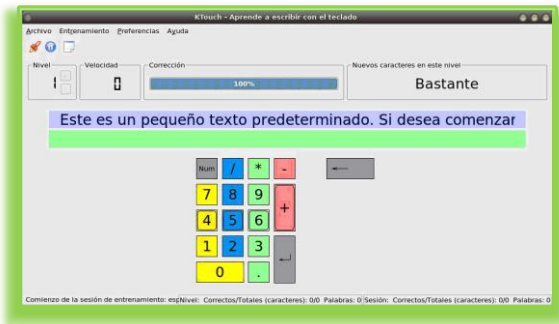 KTouch - Aprende a escribir con el teclado
Archivo Entrenamiento Preferencias Ayuda
Nivel Velocidad Corrección Nuevos caracteres en este nivel
1 0 100% Bastante
Este es un pequeño texto predeterminado. Si desea comenzar
Num / * -
7 8 9 +
4 5 6
1 2 3
0 .
Comienzo de la sesión de entrenamiento: esp Nivel: Correctos/Totales (caracteres): 0/0 Palabras: 0 Sesión: Correctos/Totales (caracteres): 0/0 Palabras: 0